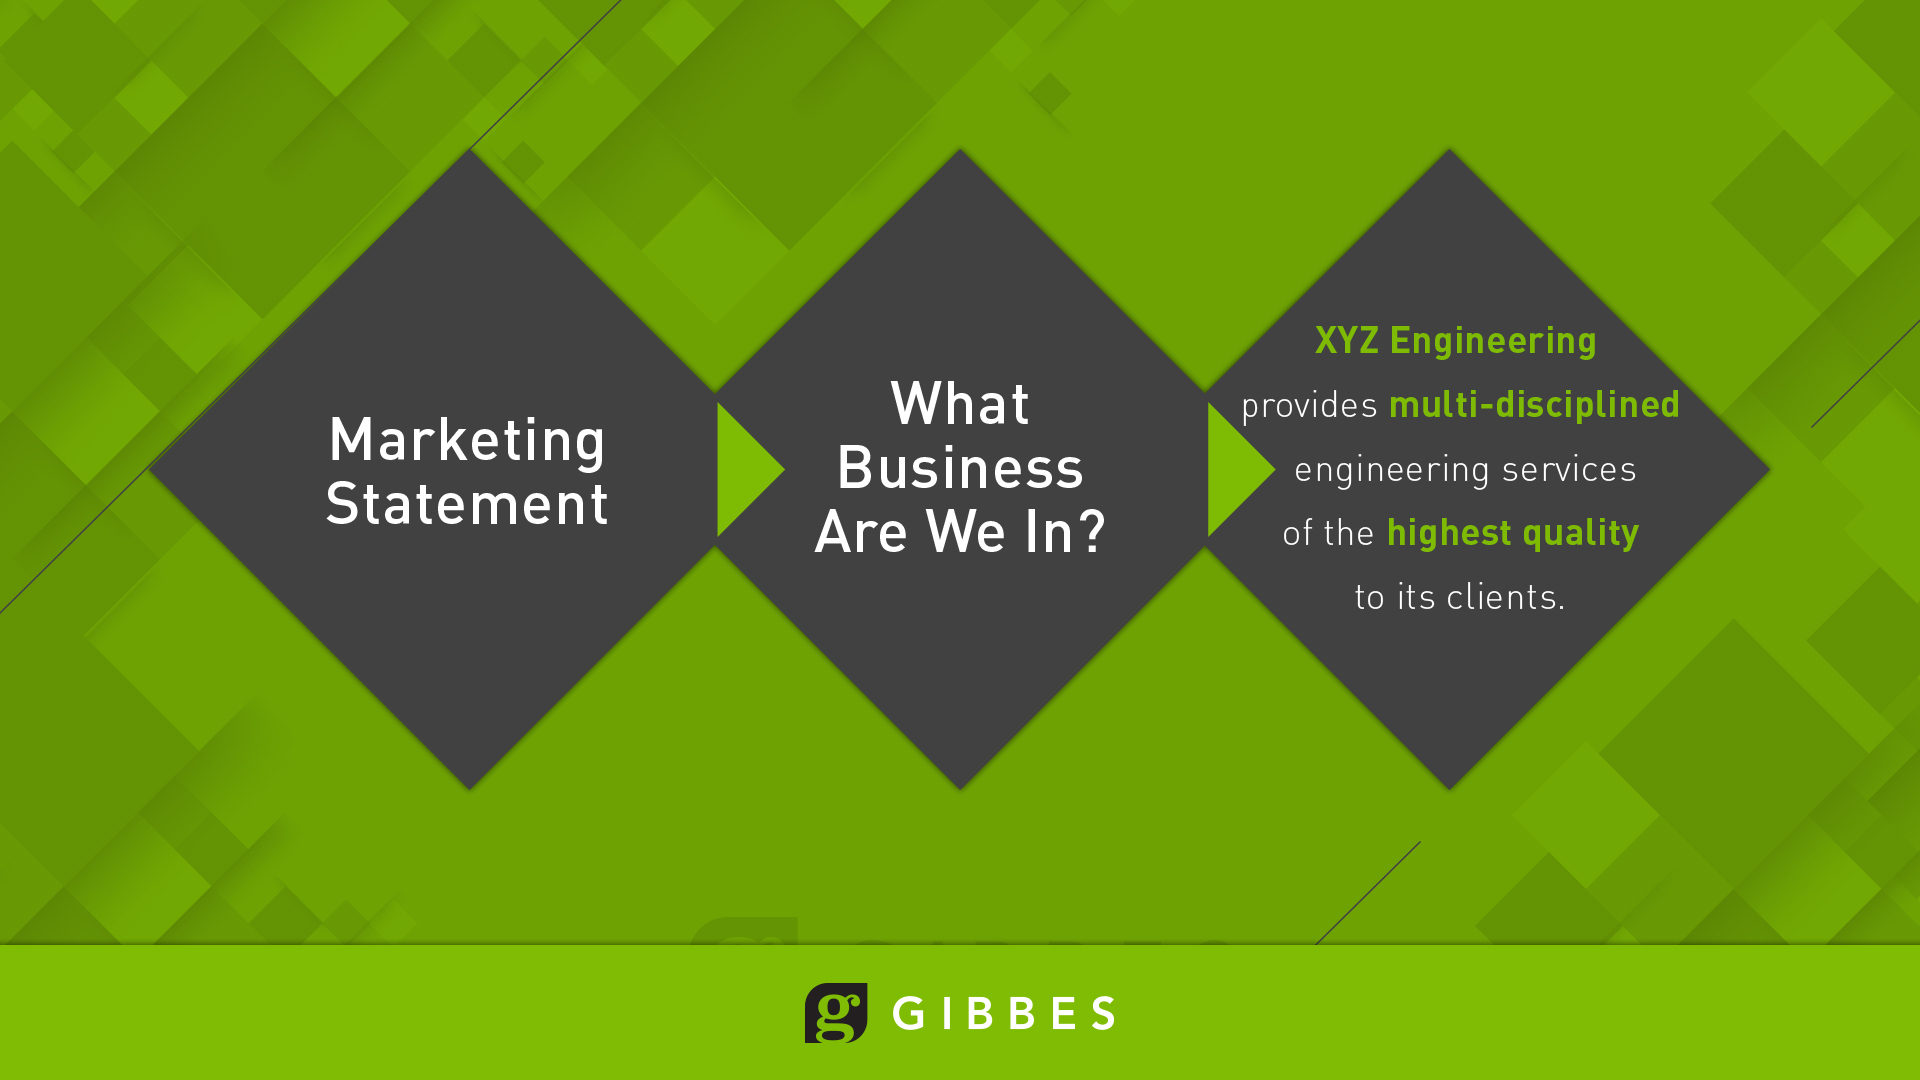 Marketing
Statement
What
Business
Are We In?
XYZ Engineering
provides multi-disciplined
engineering services
of the highest quality
to its clients.
g GIBBES